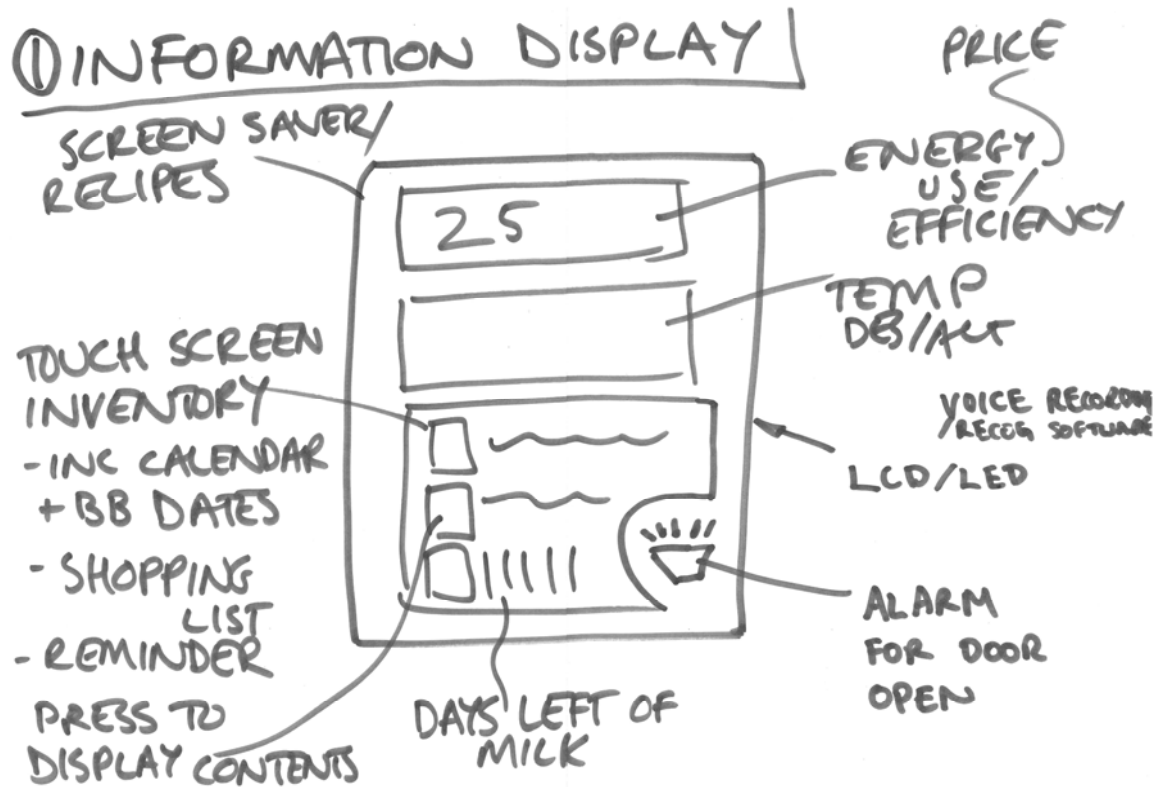 ① INFORMATION DISPLAY
SCREEN SAVER/
RECIPES
PRICE
ENERGY
USE/
EFFICIENCY
25
TEMP
DES/ACT
TOUCH SCREEN
INVENTORY
- INC CALENDAR
+ BB DATES
- SHOPPING
LIST
- REMINDER
PRESS TO
DISPLAY CONTENTS
VOICE RECORDING
/RECOG SOFTWARE
LCD/LED
ALARM
FOR DOOR
OPEN
DAYS LEFT OF
MILK